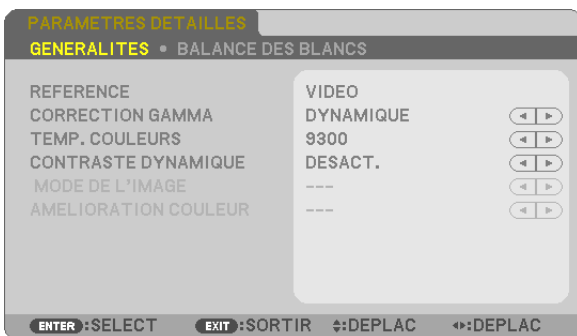 PARAMETRES DETAILLES
GENERALITES • BALANCE DES BLANCS
REFERENCE VIDEO
CORRECTION GAMMA DYNAMIQUE
TEMP. COULEURS 9300
CONTRASTE DYNAMIQUE DESACT.
MODE DE L'IMAGE ---
AMELIORATION COULEUR ---
ENTER :SELECT EXIT :SORTIR :DEPLAC :DEPLAC